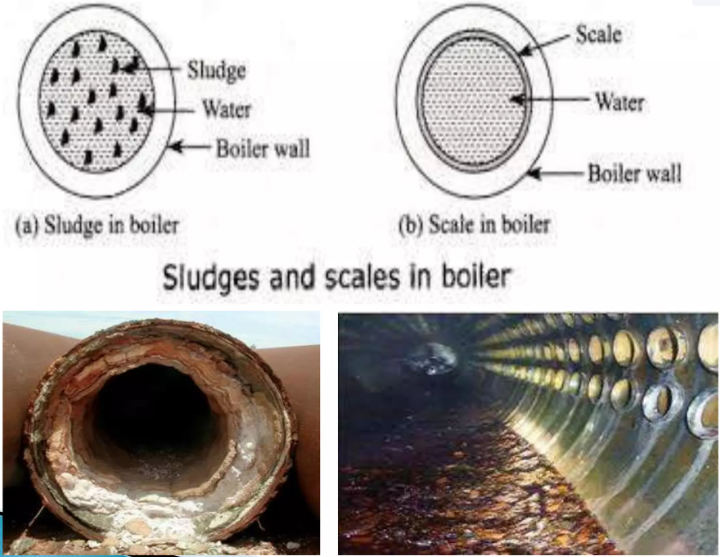 Sludge
Water
Boiler wall
(a) Sludge in boiler
Scale
Water
Boiler wall
(b) Scale in boiler
Sludges and scales in boiler